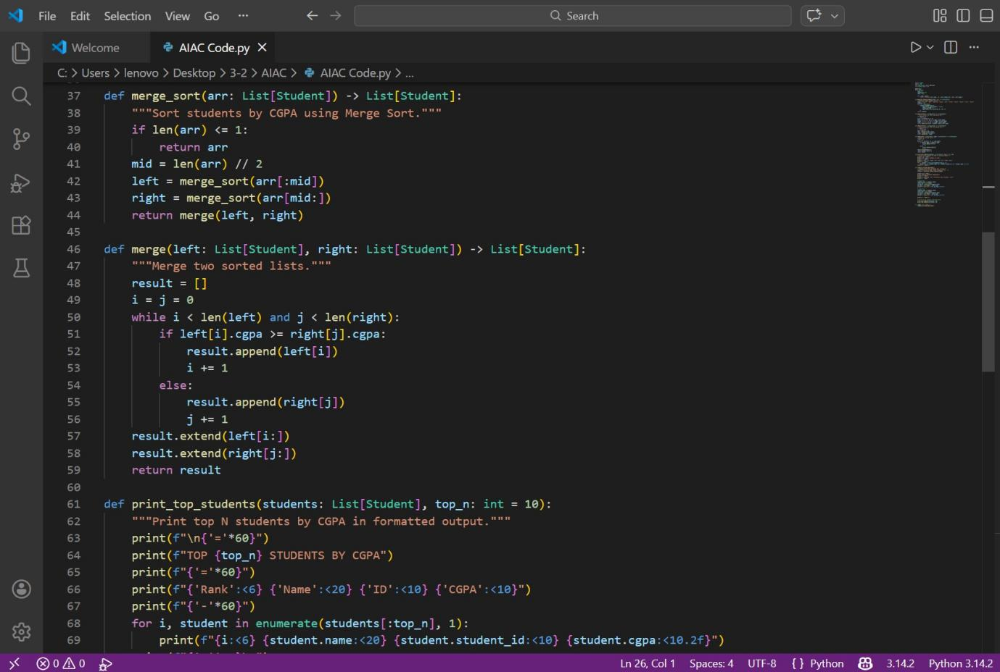 File Edit Selection View Go ··· Search
Welcome AIAC Code.py
C: > Users > lenovo > Desktop > 3-2 > AIAC > AIAC Code.py > ...
37 def merge_sort(arr: List[Student]) -> List[Student]:
38     """Sort students by CGPA using Merge Sort."""
39     if len(arr) <= 1:
40         return arr
41     mid = len(arr) // 2
42     left = merge_sort(arr[:mid])
43     right = merge_sort(arr[mid:])
44     return merge(left, right)
45
46 def merge(left: List[Student], right: List[Student]) -> List[Student]:
47     """Merge two sorted lists."""
48     result = []
49     i = j = 0
50     while i < len(left) and j < len(right):
51         if left[i].cgpa >= right[j].cgpa:
52             result.append(left[i])
53             i += 1
54         else:
55             result.append(right[j])
56             j += 1
57     result.extend(left[i:])
58     result.extend(right[j:])
59     return result
60
61 def print_top_students(students: List[Student], top_n: int = 10):
62     """Print top N students by CGPA in formatted output."""
63     print(f"\n{'='*60}")
64     print(f"TOP {top_n} STUDENTS BY CGPA")
65     print(f"{'='*60}")
66     print(f"{'Rank':<6} {'Name':<20} {'ID':<10} {'CGPA':<10}")
67     print(f"{'-'*60}")
68     for i, student in enumerate(students[:top_n], 1):
69         print(f"{i:<6} {student.name:<20} {student.student_id:<10} {student.cgpa:<10.2f}")
0 0 Ln 26, Col 1 Spaces: 4 UTF-8 { } Python 3.14.2 Python 3.14.2